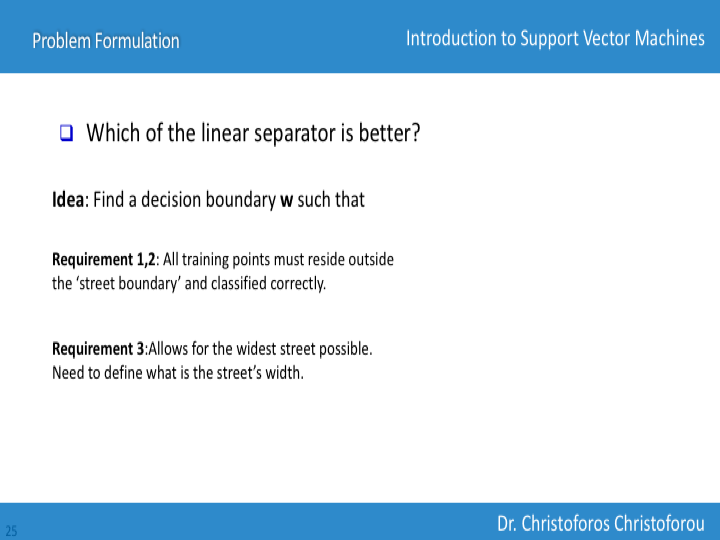 Problem Formulation
Introduction to Support Vector Machines
Which of the linear separator is better?
Idea: Find a decision boundary w such that
Requirement 1,2: All training points must reside outside
the ‘street boundary’ and classified correctly.
Requirement 3:Allows for the widest street possible.
Need to define what is the street’s width.
Dr. Christoforos Christoforou
25